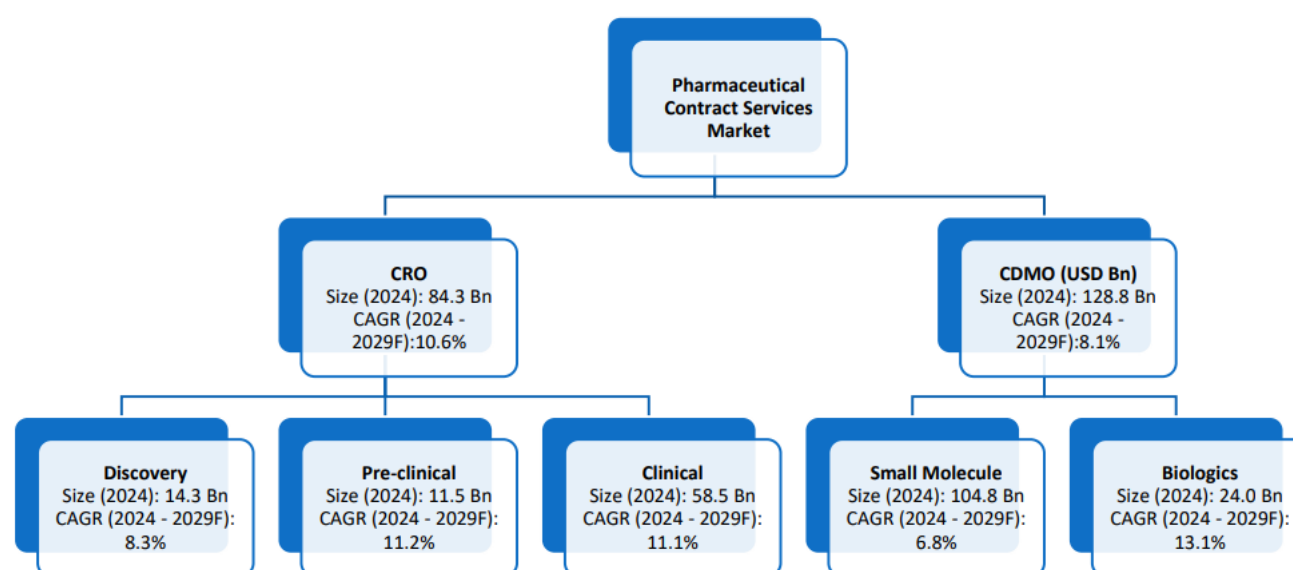 Pharmaceutical
Contract Services
Market
CRO
Size (2024): 84.3 Bn
CAGR (2024 -
2029F):10.6%
CDMO (USD Bn)
Size (2024): 128.8 Bn
CAGR (2024 -
2029F):8.1%
Discovery
Size (2024): 14.3 Bn
CAGR (2024 - 2029F):
8.3%
Pre-clinical
Size (2024): 11.5 Bn
CAGR (2024 - 2029F):
11.2%
Clinical
Size (2024): 58.5 Bn
CAGR (2024 - 2029F):
11.1%
Small Molecule
Size (2024): 104.8 Bn
CAGR (2024 - 2029F):
6.8%
Biologics
Size (2024): 24.0 Bn
CAGR (2024 - 2029F):
13.1%